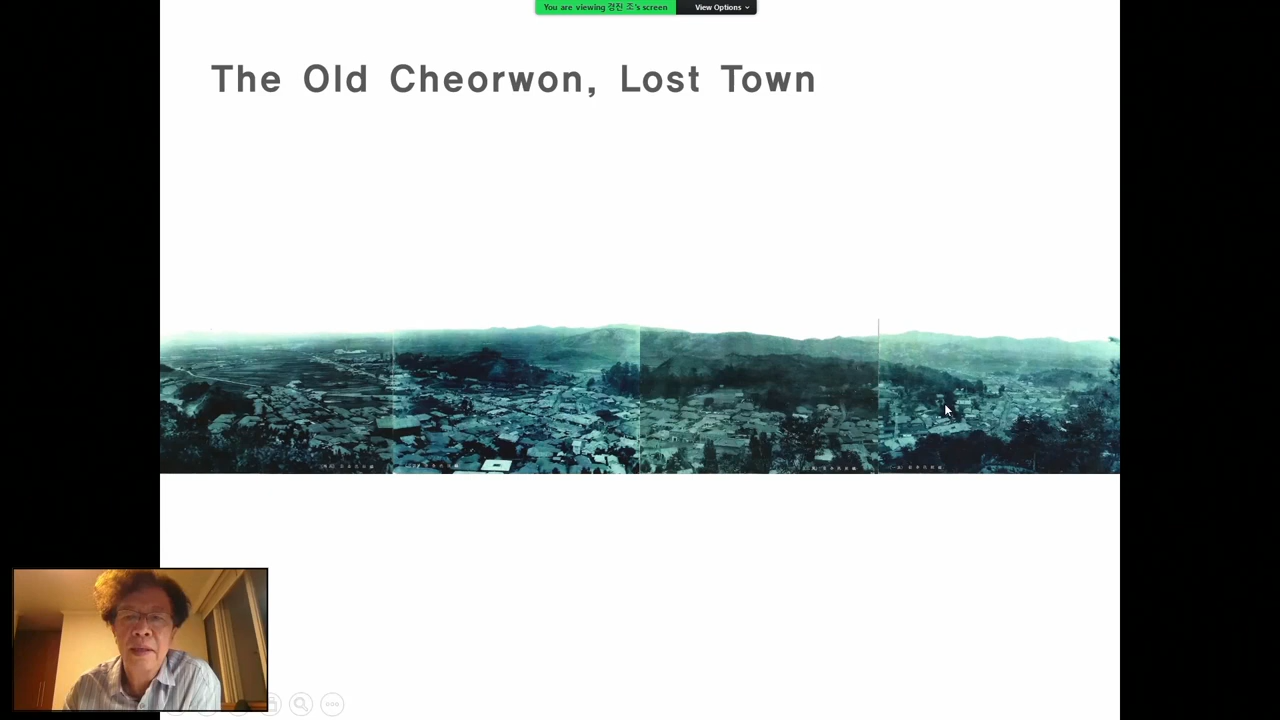 You are viewing 경진 조's screen
View Options
The Old Cheorwon, Lost Town